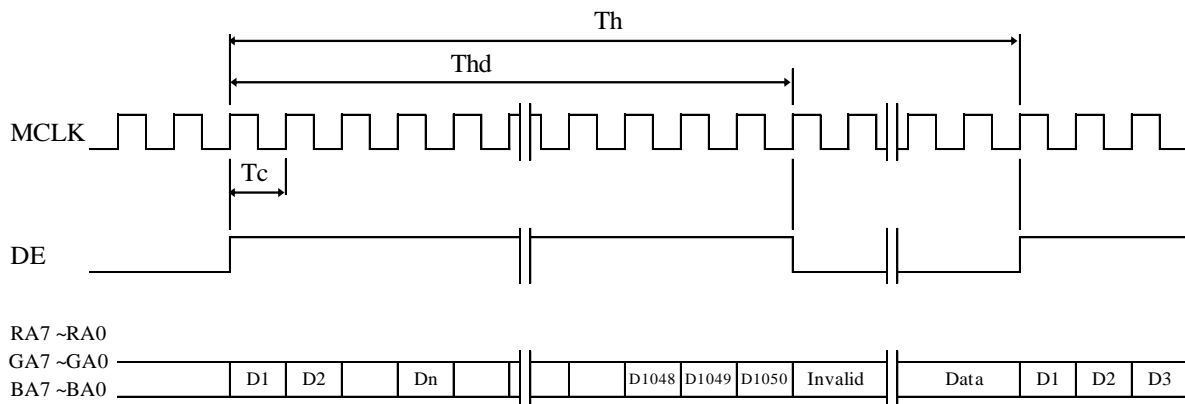 Th
Thd
MCLK
Tc
DE
RA7 ~RA0
GA7 ~GA0
BA7 ~BA0
D1 D2 Dn D1048 D1049 D1050 Invalid Data D1 D2 D3